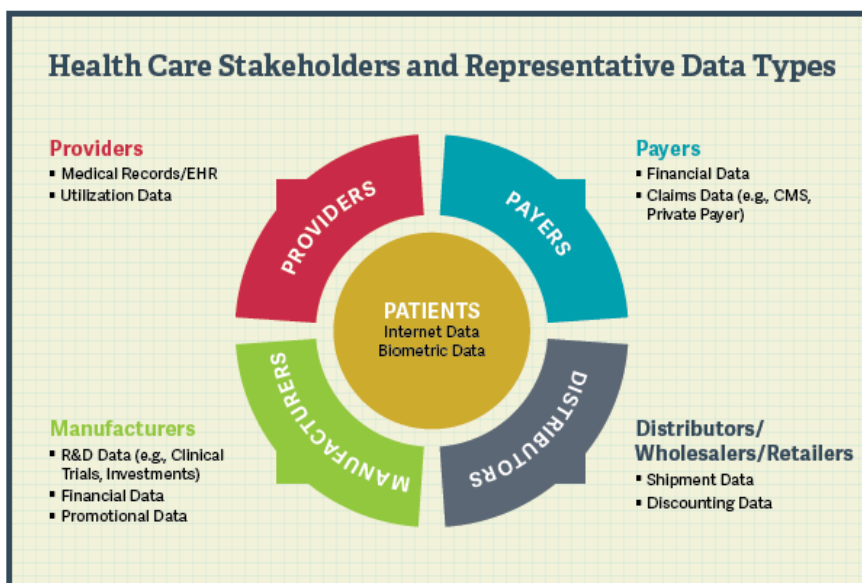 Health Care Stakeholders and Representative Data Types
Providers
▪ Medical Records/EHR
▪ Utilization Data
Payers
▪ Financial Data
▪ Claims Data (e.g., CMS,
Private Payer)
PROVIDERS
PAYERS
PATIENTS
Internet Data
Biometric Data
MANUFACTURERS
DISTRIBUTORS
Manufacturers
▪ R&D Data (e.g., Clinical
Trials, Investments)
▪ Financial Data
▪ Promotional Data
Distributors/
Wholesalers/Retailers
▪ Shipment Data
▪ Discounting Data